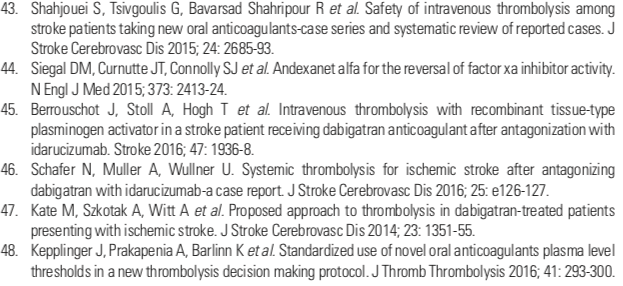 43. Shahjouei S, Tsivgoulis G, Bavarsad Shahripour R et al. Safety of intravenous thrombolysis among
stroke patients taking new oral anticoagulants-case series and systematic review of reported cases. J
Stroke Cerebrovasc Dis 2015; 24: 2685-93.
44. Siegal DM, Curnutte JT, Connolly SJ et al. Andexanet alfa for the reversal of factor xa inhibitor activity.
N Engl J Med 2015; 373: 2413-24.
45. Berrouschot J, Stoll A, Hogh T et al. Intravenous thrombolysis with recombinant tissue-type
plasminogen activator in a stroke patient receiving dabigatran anticoagulant after antagonization with
idarucizumab. Stroke 2016; 47: 1936-8.
46. Schafer N, Muller A, Wullner U. Systemic thrombolysis for ischemic stroke after antagonizing
dabigatran with idarucizumab-a case report. J Stroke Cerebrovasc Dis 2016; 25: e126-127.
47. Kate M, Szkotak A, Witt A et al. Proposed approach to thrombolysis in dabigatran-treated patients
presenting with ischemic stroke. J Stroke Cerebrovasc Dis 2014; 23: 1351-55.
48. Kepplinger J, Prakapenia A, Barlinn K et al. Standardized use of novel oral anticoagulants plasma level
thresholds in a new thrombolysis decision making protocol. J Thromb Thrombolysis 2016; 41: 293-300.